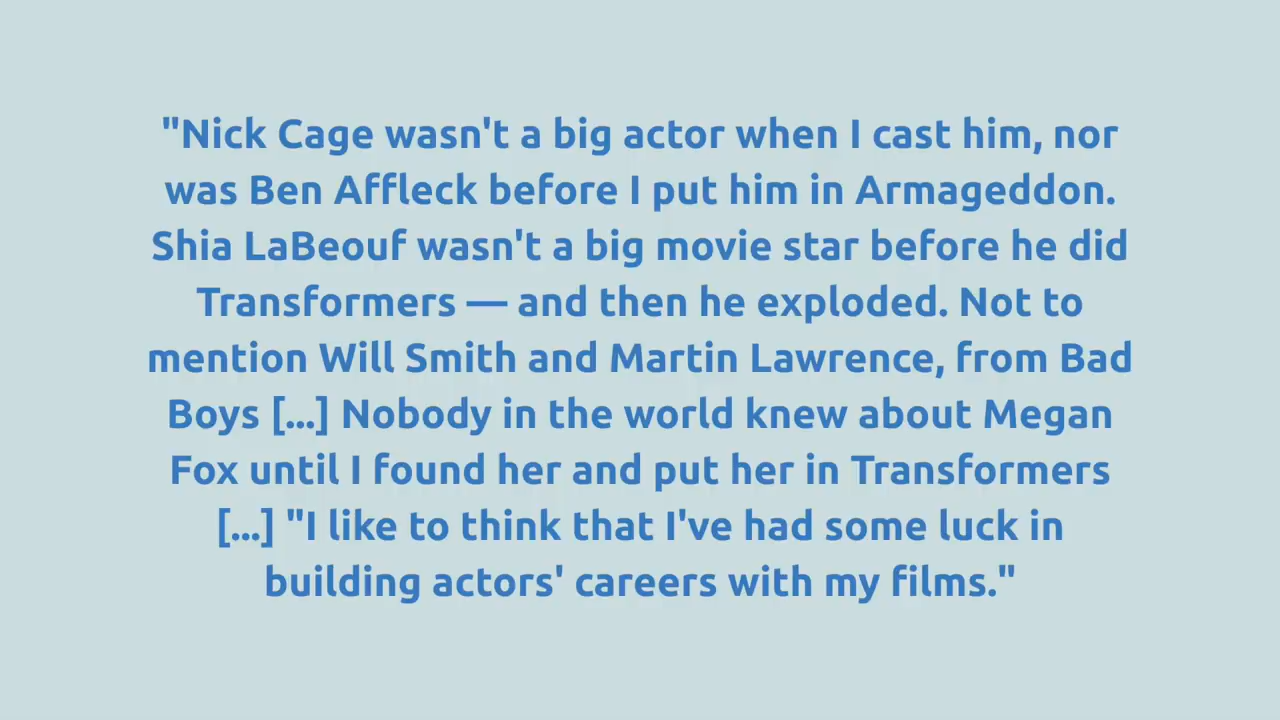 "Nick Cage wasn't a big actor when I cast him, nor
was Ben Affleck before I put him in Armageddon.
Shia LaBeouf wasn't a big movie star before he did
Transformers — and then he exploded. Not to
mention Will Smith and Martin Lawrence, from Bad
Boys [...] Nobody in the world knew about Megan
Fox until I found her and put her in Transformers
[...] "I like to think that I've had some luck in
building actors' careers with my films."